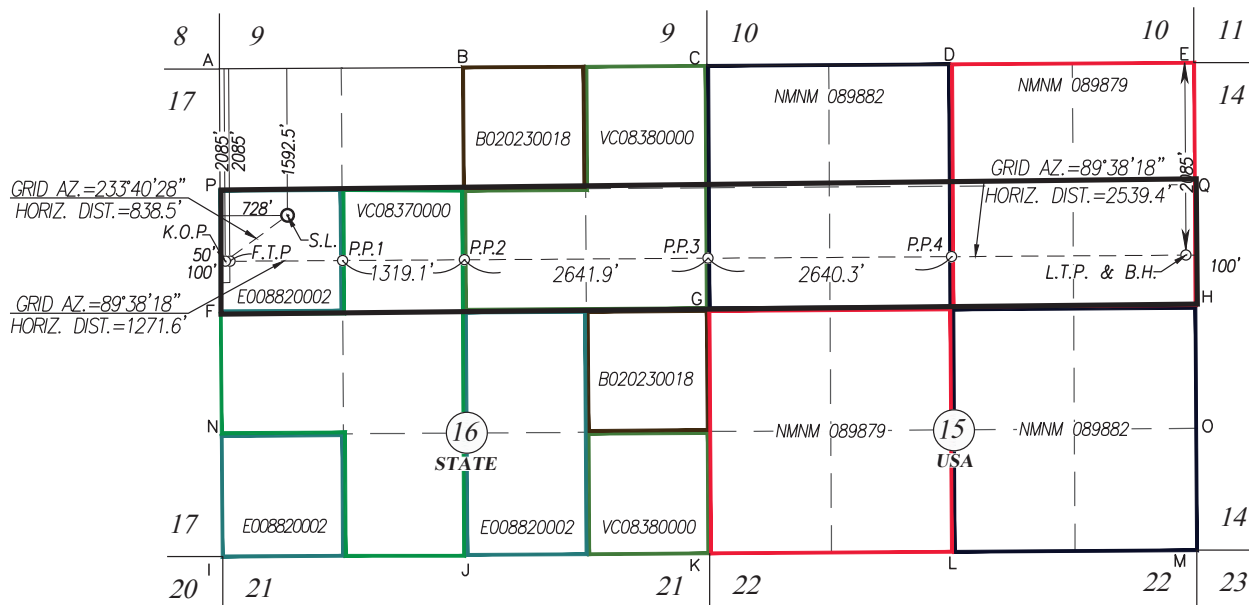 8
9
9
10
10
11
A
B
C
D
E
17
14
NMNM 089882
NMNM 089879
2085'
2085'
1592.5'
B020230018
VC08380000
2085'
GRID AZ.=233°40'28"
HORIZ. DIST.=838.5'
GRID AZ.=89°38'18"
HORIZ. DIST.=2539.4'
P
Q
728'
VC08370000
K.O.P
S.L.
50'
F.T.P
100'
P.P.1
P.P.2
P.P.3
P.P.4
1319.1'
2641.9'
2640.3'
L.T.P. & B.H.
100'
E008820002
GRID AZ.=89°38'18"
HORIZ. DIST.=1271.6'
F
G
H
B020230018
N
16
STATE
NMNM 089879
15
USA
NMNM 089882
O
17
E008820002
E008820002
VC08380000
14
I
J
K
L
M
20
21
21
22
22
23